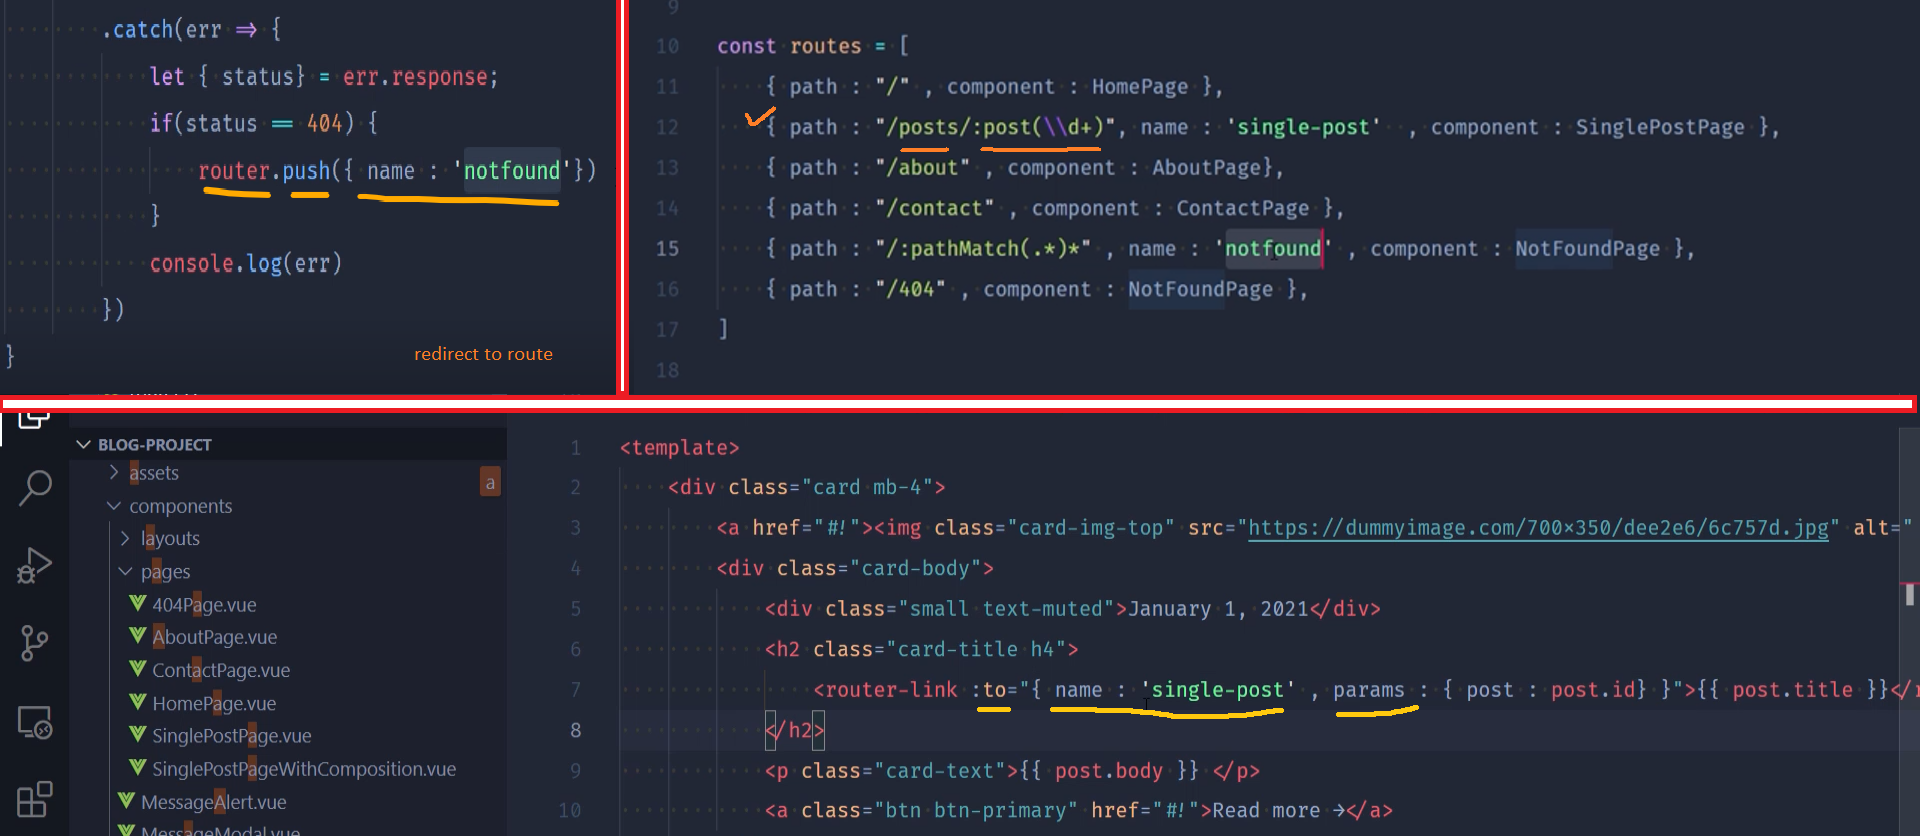 .catch(err => {
let { status} = err.response;
if(status == 404) {
router.push({ name : 'notfound'})
}
console.log(err)
})
}
redirect to route
9
10 const routes = [
11 { path : "/" , component : HomePage },
12 { path : "/posts/:post(\\d+)", name : 'single-post' , component : SinglePostPage },
13 { path : "/about" , component : AboutPage},
14 { path : "/contact" , component : ContactPage },
15 { path : "/:pathMatch(.*)*" , name : 'notfound' , component : NotFoundPage },
16 { path : "/404" , component : NotFoundPage },
17 ]
18
BLOG-PROJECT
assets
a
components
layouts
pages
404Page.vue
AboutPage.vue
ContactPage.vue
HomePage.vue
SinglePostPage.vue
SinglePostPageWithComposition.vue
MessageAlert.vue
MessageModal.vue
1 <template>
2 <div class="card mb-4">
3 <a href="#!"><img class="card-img-top" src="https://dummyimage.com/700×350/dee2e6/6c757d.jpg" alt="
4 <div class="card-body">
5 <div class="small text-muted">January 1, 2021</div>
6 <h2 class="card-title h4">
7 <router-link :to="{ name : 'single-post' , params : { post : post.id} }">{{ post.title }}</r
8 </h2>
9 <p class="card-text">{{ post.body }} </p>
10 <a class="btn btn-primary" href="#!">Read more →</a>